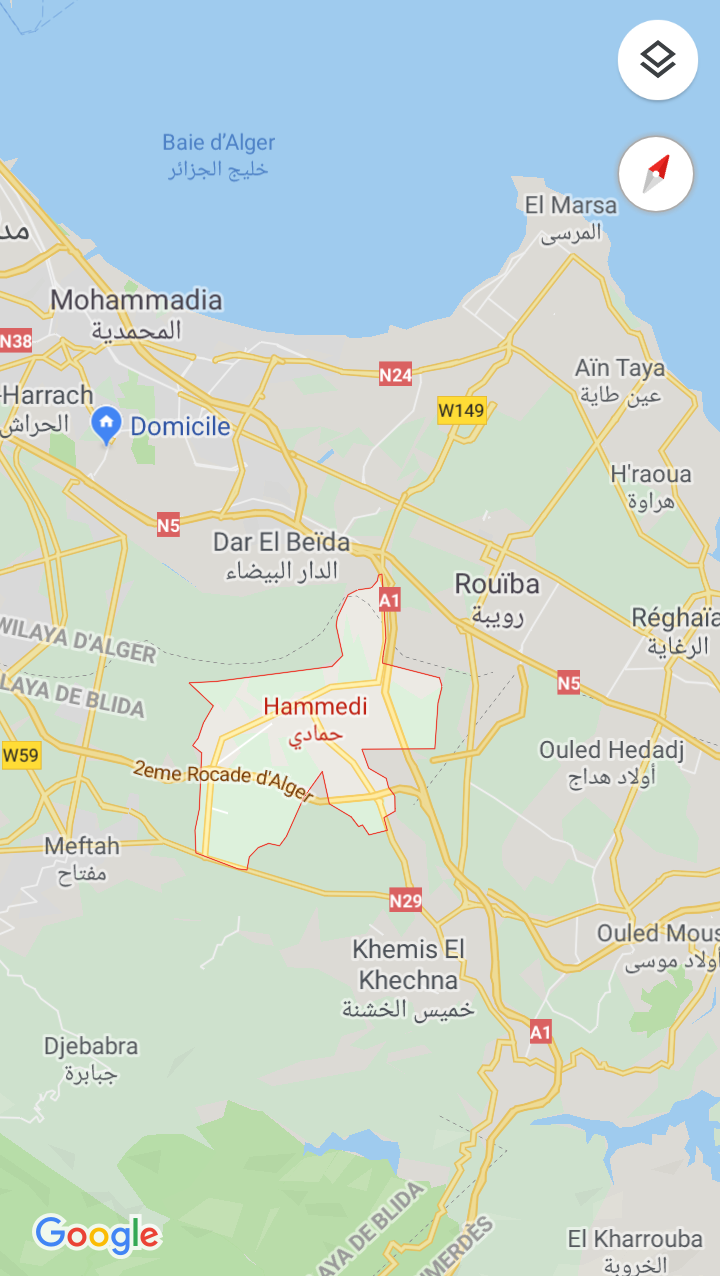 Baie d'Alger
خليج الجزائر
El Marsa
المرسى
مد
Mohammadia
المحمدية
N38
N24
Aïn Taya
عين طاية
-Harrach
الحراش
Domicile
W149
H'raoua
هراوة
N5
Dar El Beïda
الدار البيضاء
A1
Rouïba
رويبة
Réghaïa
الرغاية
WILAYA D'ALGER
LAYA DE BLIDA
N5
Hammedi
حمادي
W59
2eme Rocade d'Alger
Ouled Hedadj
أولاد هداج
Meftah
مفتاح
N29
Khemis El
Khechna
خميس الخشنة
Ouled Mous
أولاد موسى
A1
Djebabra
جبابرة
AYA DE BLIDA
UMERDÈS
Google
El Kharrouba
الخروبة